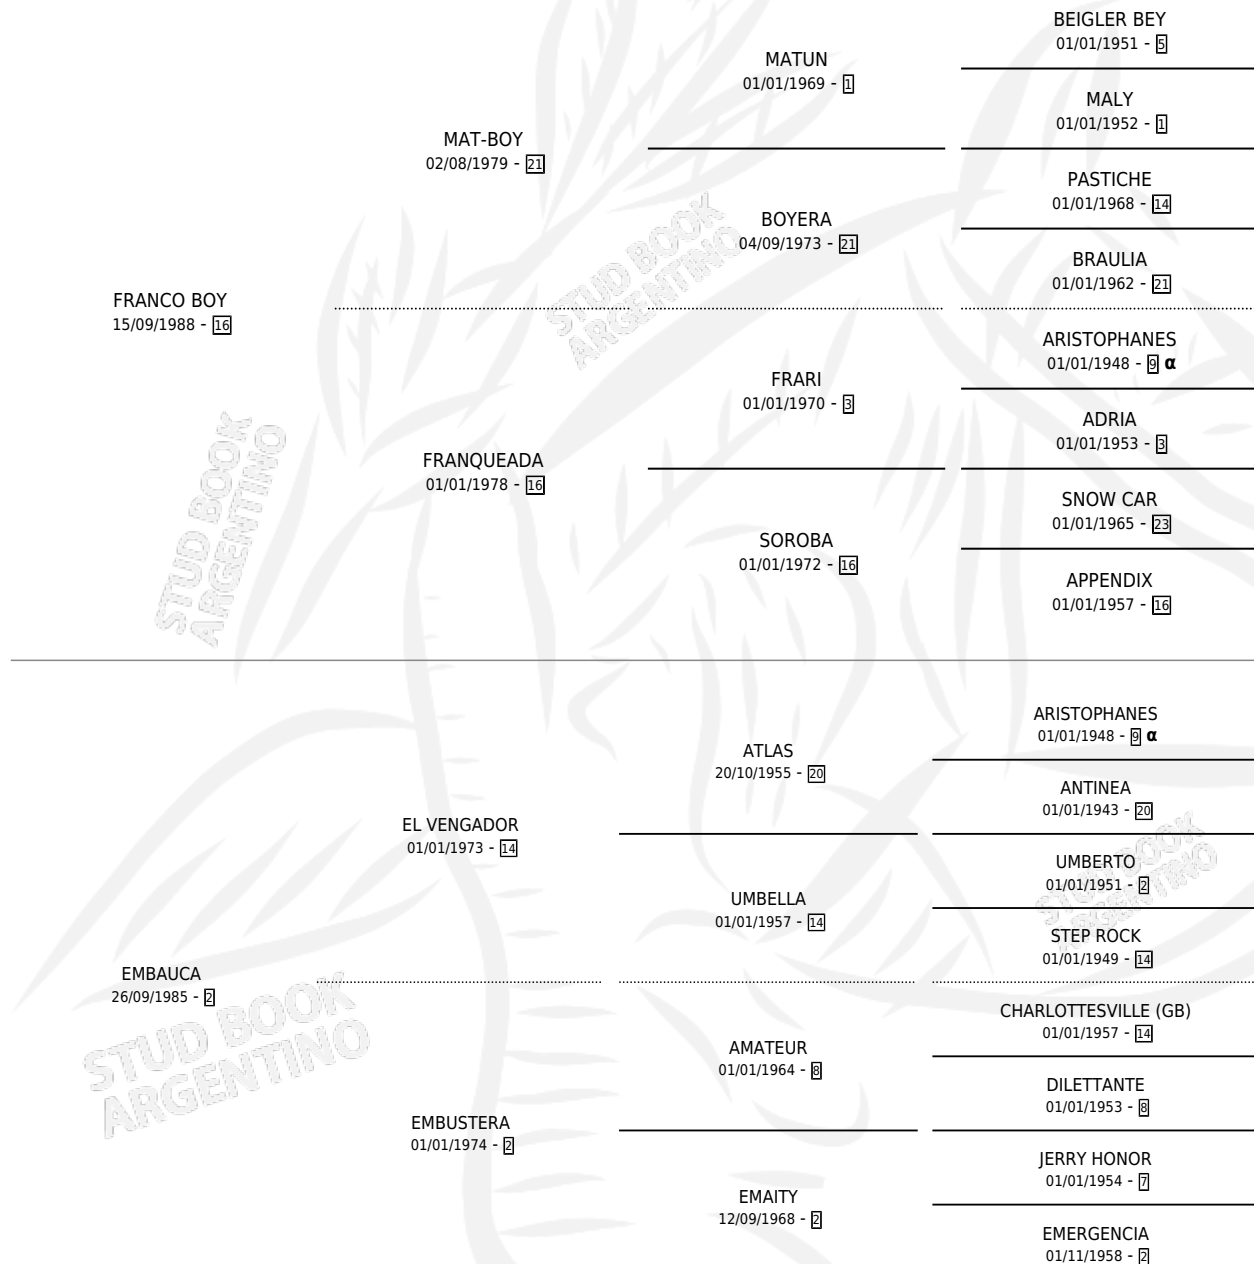 BEIGLER BEY
01/01/1951 - 5
MATUN
01/01/1969 - 1
MALY
01/01/1952 - 1
MAT-BOY
02/08/1979 - 21
PASTICHE
01/01/1968 - 14
BOYERA
04/09/1973 - 21
BRAULIA
01/01/1962 - 21
FRANCO BOY
15/09/1988 - 16
STUD BOOK
ARGENTINO
ARISTOPHANES
01/01/1948 - 9 α
FRARI
01/01/1970 - 3
ADRIA
01/01/1953 - 3
FRANQUEADA
01/01/1978 - 16
SNOW CAR
01/01/1965 - 23
SOROBA
01/01/1972 - 16
APPENDIX
01/01/1957 - 16
STUD BOOK
ARGENTINO
ARISTOPHANES
01/01/1948 - 9 α
ATLAS
20/10/1955 - 20
ANTINEA
01/01/1943 - 20
EL VENGADOR
01/01/1973 - 14
UMBERTO
01/01/1951 - 2
UMBELLA
01/01/1957 - 14
STEP ROCK
01/01/1949 - 14
STUD BOOK
ARGENTINO
EMBAUCA
26/09/1985 - 2
STUD BOOK
ARGENTINO
CHARLOTTESVILLE (GB)
01/01/1957 - 14
AMATEUR
01/01/1964 - 8
DILETTANTE
01/01/1953 - 8
EMBUSTERA
01/01/1974 - 2
JERRY HONOR
01/01/1954 - 7
EMAITY
12/09/1968 - 2
EMERGENCIA
01/11/1958 - 2